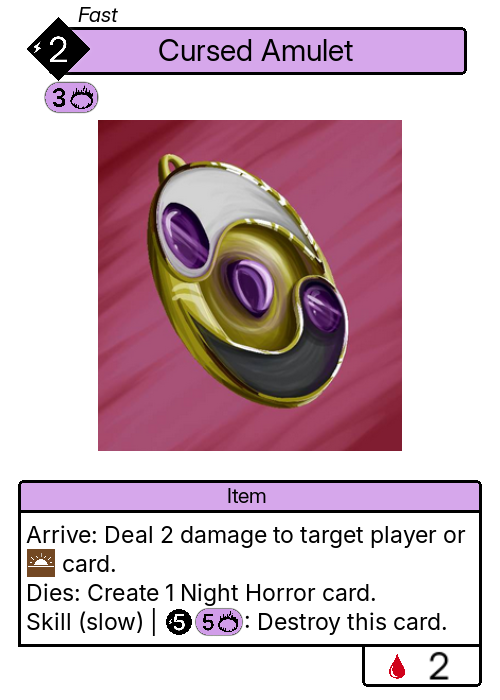 Fast
2 Cursed Amulet
3
Item
Arrive: Deal 2 damage to target player or
card.
Dies: Create 1 Night Horror card.
Skill (slow) | 5 5 : Destroy this card.
2